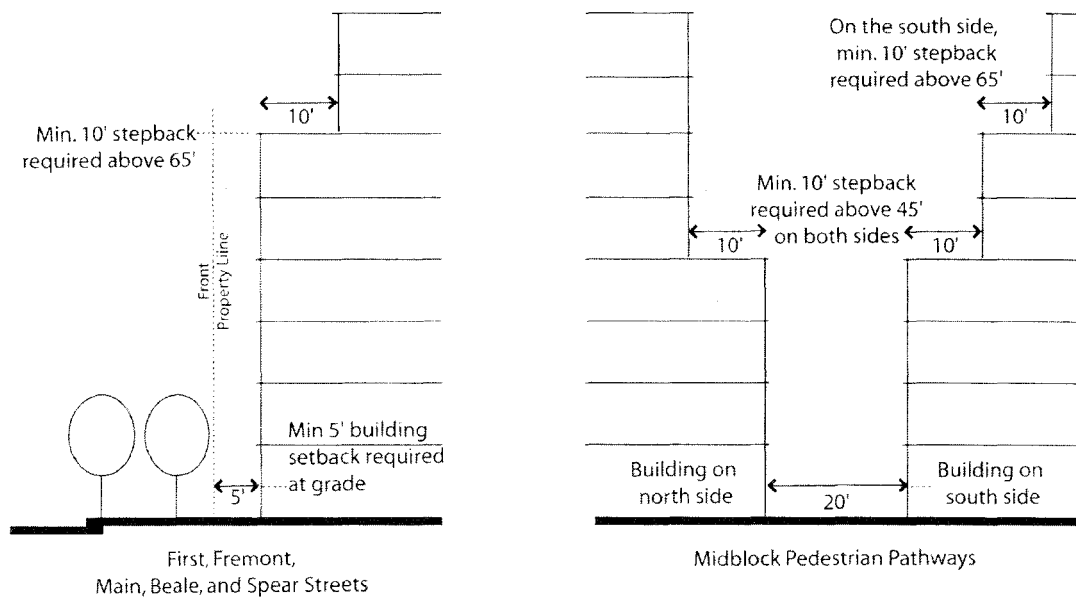 10'
Min. 10' stepback
required above 65'
Front
Property Liine
Min 5' building
setback required
at grade
5'
First, Fremont,
Main, Beale, and Spear Streets
On the south side,
min. 10' stepback
required above 65'
10'
Min. 10' stepback
required above 45'
on both sides
10'
10'
Building on
north side
20'
Building on
south side
Midblock Pedestrian Pathways